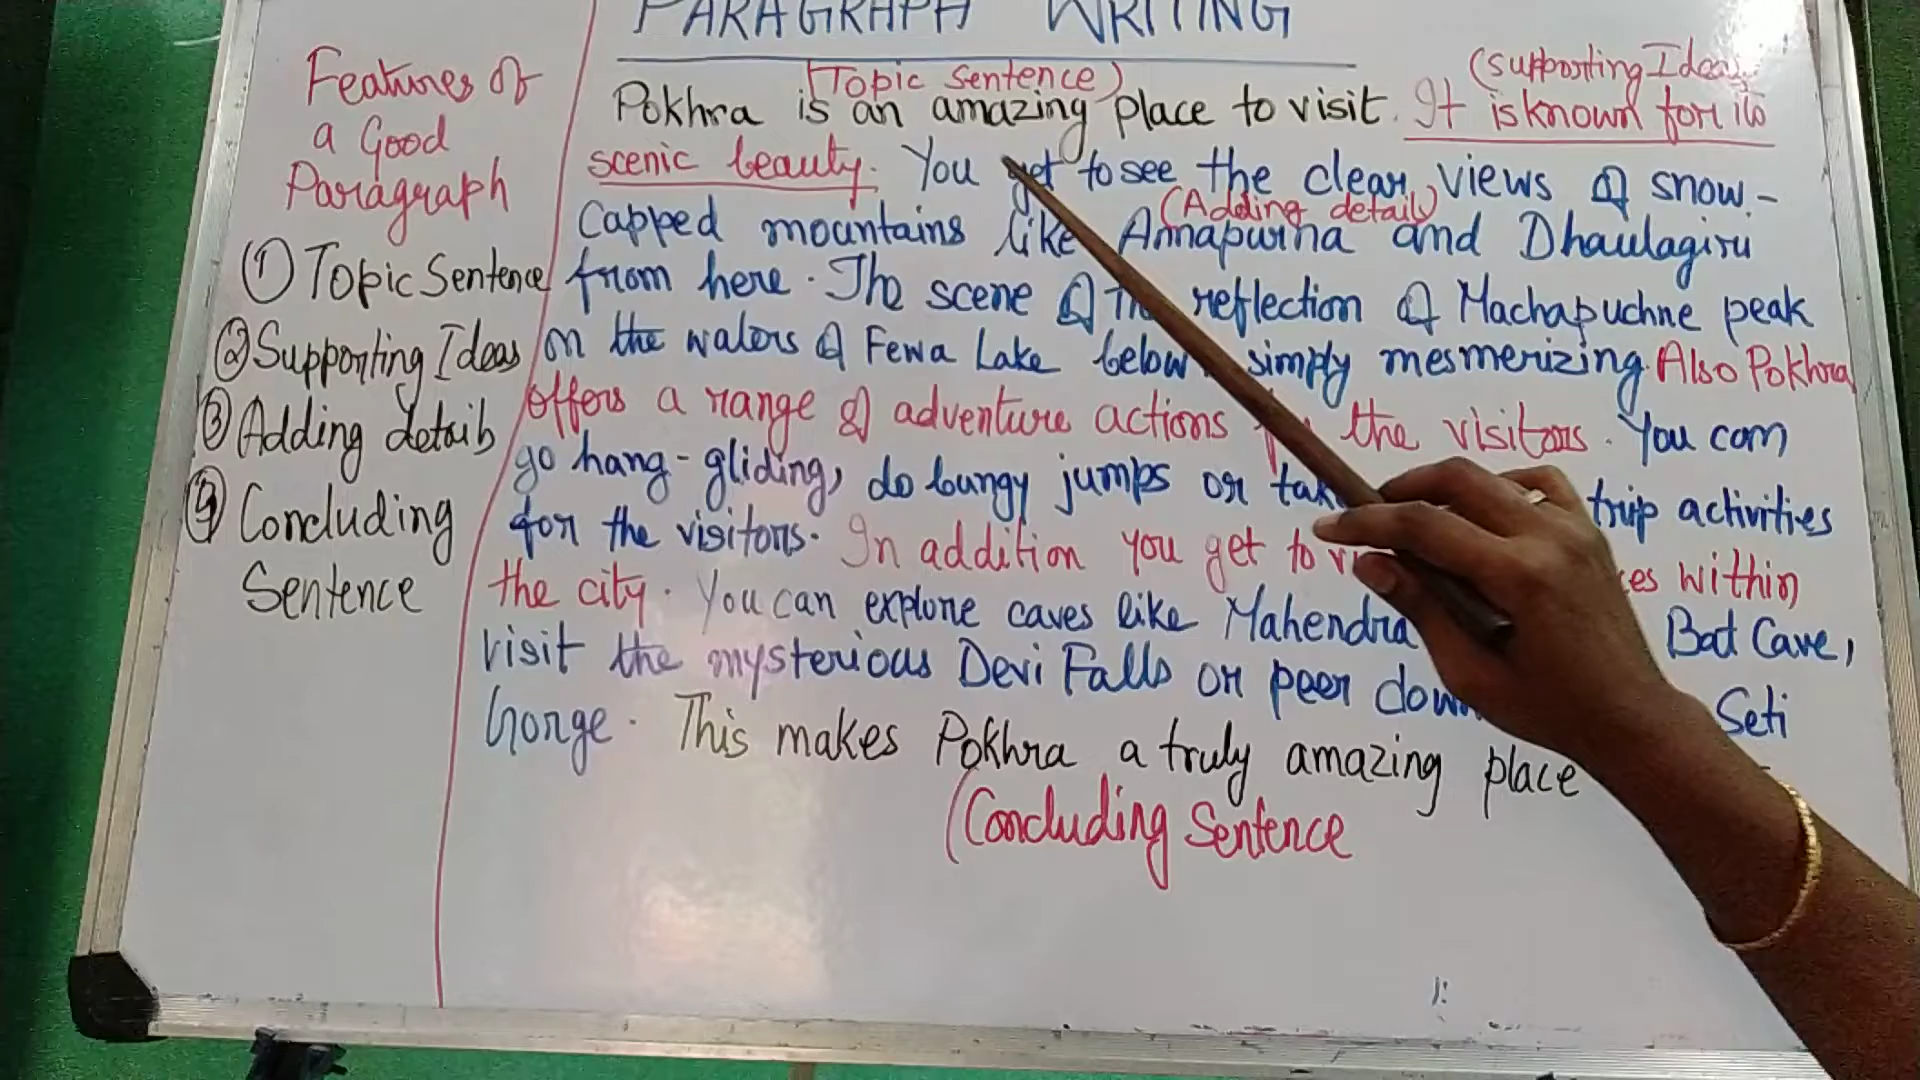 PARAGRAPH WRITING
Features of
a Good
Paragraph
① Topic Sentence
② Supporting Ideas
③ Adding details
④ Concluding
Sentence
(Topic Sentence)
(supporting Ideas
Pokhra is an amazing place to visit. It is known for its
scenic beauty. You get to see the clear views of snow-
(Adding details)
capped mountains like Annapurna and Dhaulagiri
from here. The scene of the reflection of Machapuchne peak
on the waters of Fewa Lake below simply mesmerizing. Also Pokhra
offers a range of adventure actions the visitors. You can
go hang-gliding, do bungy jumps or trip activities
for the visitors. In addition you get to within
the city. You can explore caves like Mahendra Bat Cave,
visit the mysterious Devi Falls or peer down Seti
Gorge. This makes Pokhra a truly amazing place
(Concluding Sentence